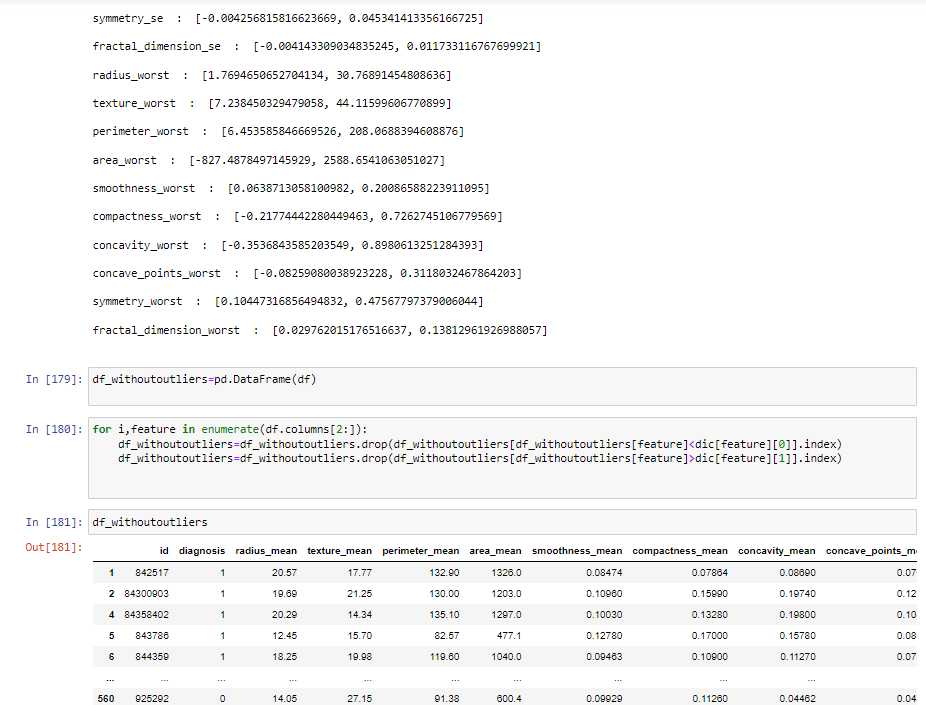 symmetry_se : [-0.004256815816623669, 0.045341413356166725]
fractal_dimension_se : [-0.004143309034835245, 0.011733116767699921]
radius_worst : [1.7694650652704134, 30.76891454808636]
texture_worst : [7.238450329479058, 44.11599606770899]
perimeter_worst : [6.453585846669526, 208.0688394608876]
area_worst : [-827.4878497145929, 2588.6541063051027]
smoothness_worst : [0.0638713058100982, 0.20086588223911095]
compactness_worst : [-0.21774442280449463, 0.7262745106779569]
concavity_worst : [-0.3536843585203549, 0.8980613251284393]
concave_points_worst : [-0.08259080038923228, 0.3118032467864203]
symmetry_worst : [0.10447316856494832, 0.47567797379006044]
fractal_dimension_worst : [0.029762015176516637, 0.13812961926988057]
In [179]: df_withoutoutliers=pd.DataFrame(df)
In [180]: for i,feature in enumerate(df.columns[2:]):
df_withoutoutliers=df_withoutoutliers.drop(df_withoutoutliers[df_withoutoutliers[feature]<dic[feature][0]].index)
df_withoutoutliers=df_withoutoutliers.drop(df_withoutoutliers[df_withoutoutliers[feature]>dic[feature][1]].index)
In [181]: df_withoutoutliers
Out[181]:
id diagnosis radius_mean texture_mean perimeter_mean area_mean smoothness_mean compactness_mean concavity_mean concave_points_m
1 842517 1 20.57 17.77 132.90 1326.0 0.08474 0.07864 0.08690 0.07
2 84300903 1 19.69 21.25 130.00 1203.0 0.10960 0.15990 0.19740 0.12
4 84358402 1 20.29 14.34 135.10 1297.0 0.10030 0.13280 0.19800 0.10
5 843786 1 12.45 15.70 82.57 477.1 0.12780 0.17000 0.15780 0.08
6 844359 1 18.25 19.98 119.60 1040.0 0.09463 0.10900 0.11270 0.07
... ... ... ... ... ... ... ... ... ...
560 925292 0 14.05 27.15 91.38 600.4 0.09929 0.11260 0.04462 0.04